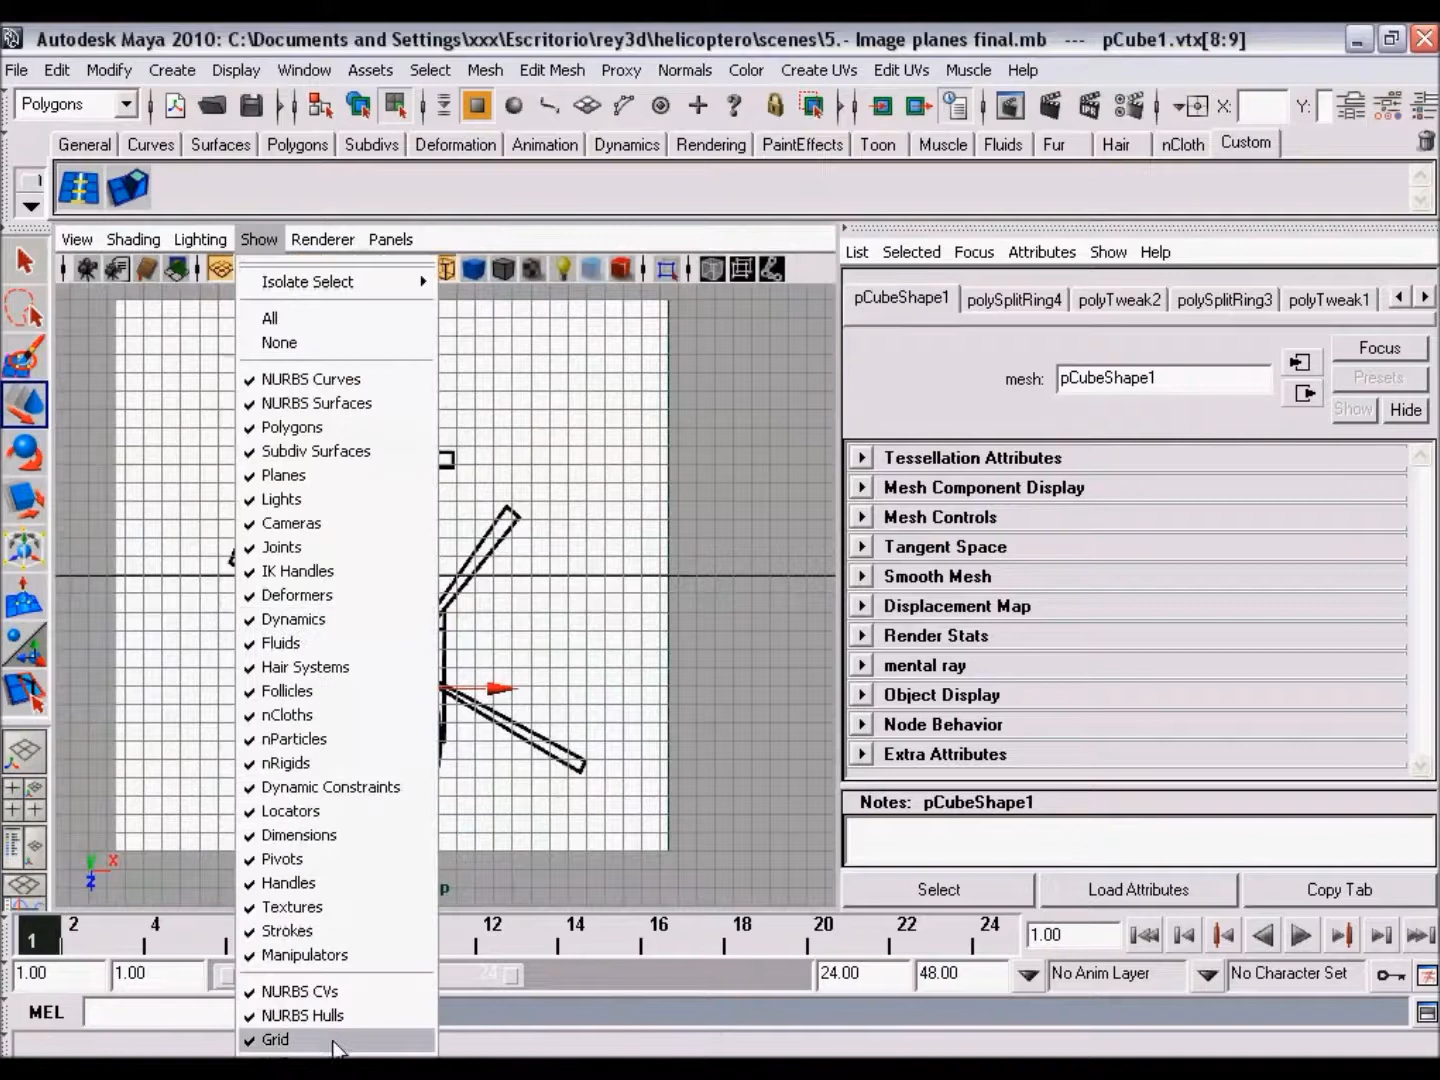 Autodesk Maya 2010: C:\Documents and Settings\xxx\Escritorio\rey3d\helicoptero\scenes\5.- Image planes final.mb --- pCube1.vtx[8:9]
File Edit Modify Create Display Window Assets Select Mesh Edit Mesh Proxy Normals Color Create UVs Edit UVs Muscle Help
Polygons X: Y:
General Curves Surfaces Polygons Subdivs Deformation Animation Dynamics Rendering PaintEffects Toon Muscle Fluids Fur Hair nCloth Custom
View Shading Lighting Show Renderer Panels
Isolate Select
All
None
NURBS Curves
NURBS Surfaces
Polygons
Subdiv Surfaces
Planes
Lights
Cameras
Joints
IK Handles
Deformers
Dynamics
Fluids
Hair Systems
Follicles
nCloths
nParticles
nRigids
Dynamic Constraints
Locators
Dimensions
Pivots
Handles
Textures
Strokes
Manipulators
NURBS CVs
NURBS Hulls
Grid
y x
z
p
List Selected Focus Attributes Show Help
pCubeShape1 polySplitRing4 polyTweak2 polySplitRing3 polyTweak1
mesh: pCubeShape1
Focus
Presets
Show Hide
Tessellation Attributes
Mesh Component Display
Mesh Controls
Tangent Space
Smooth Mesh
Displacement Map
Render Stats
mental ray
Object Display
Node Behavior
Extra Attributes
Notes: pCubeShape1
Select Load Attributes Copy Tab
1 2 4 12 14 16 18 20 22 24 1.00
1.00 1.00 24 24.00 48.00 No Anim Layer No Character Set
MEL